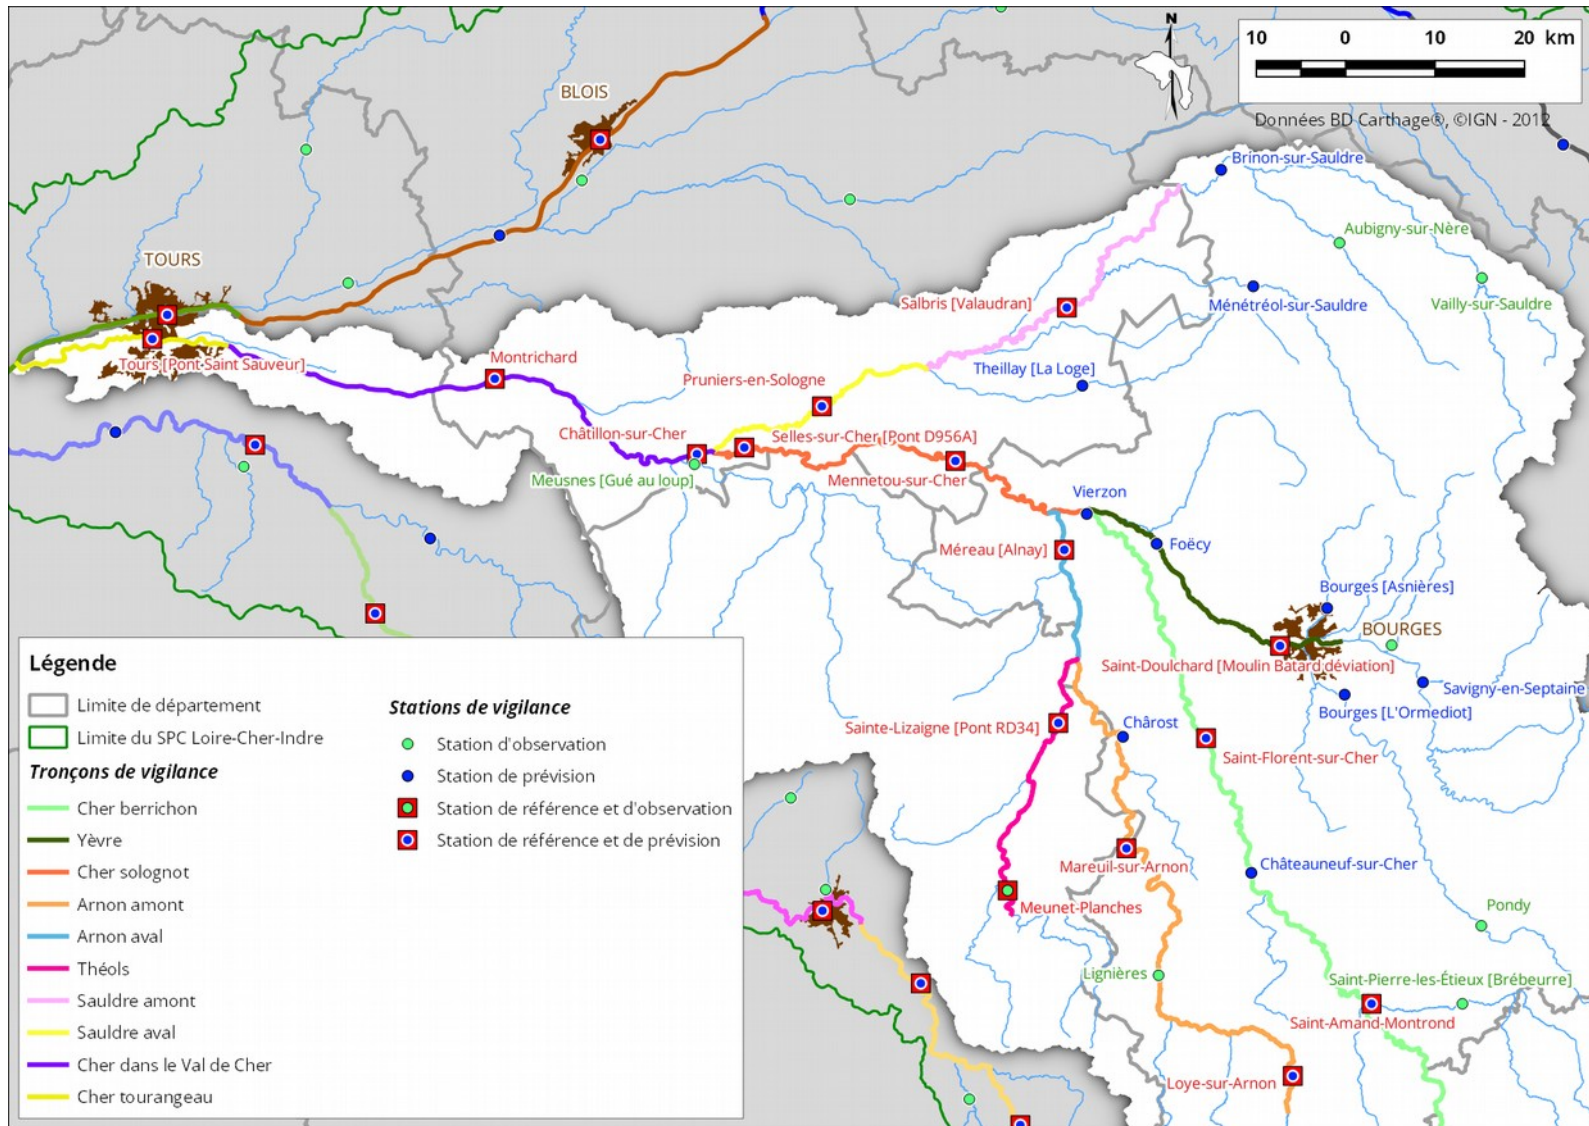 N
10 0 10 20 km
Données BD Carthage®, ©IGN - 2012
BLOIS
Brinon-sur-Sauldre
Aubigny-sur-Nère
TOURS
Salbris [Valaudran]
Ménétréol-sur-Sauldre
Vailly-sur-Sauldre
Tours [Pont Saint Sauveur]
Montrichard
Theillay [La Loge]
Pruniers-en-Sologne
Châtillon-sur-Cher
Selles-sur-Cher [Pont D956A]
Meusnes [Gué au loup]
Mennetou-sur-Cher
Vierzon
Méreau [Alnay]
Foëcy
Bourges [Asnières]
BOURGES
Saint-Doulchard [Moulin Batard déviation]
Savigny-en-Septaine
Bourges [L'Ormediot]
Sainte-Lizaigne [Pont RD34]
Chârost
Saint-Florent-sur-Cher
Mareuil-sur-Arnon
Châteauneuf-sur-Cher
Meunet-Planches
Pondy
Lignières
Saint-Pierre-les-Étieux [Brébeurre]
Saint-Amand-Montrond
Loye-sur-Arnon
Légende
Limite de département
Limite du SPC Loire-Cher-Indre
Tronçons de vigilance
Cher berrichon
Yèvre
Cher solognot
Arnon amont
Arnon aval
Théols
Sauldre amont
Sauldre aval
Cher dans le Val de Cher
Cher tourangeau
Stations de vigilance
Station d'observation
Station de prévision
Station de référence et d'observation
Station de référence et de prévision